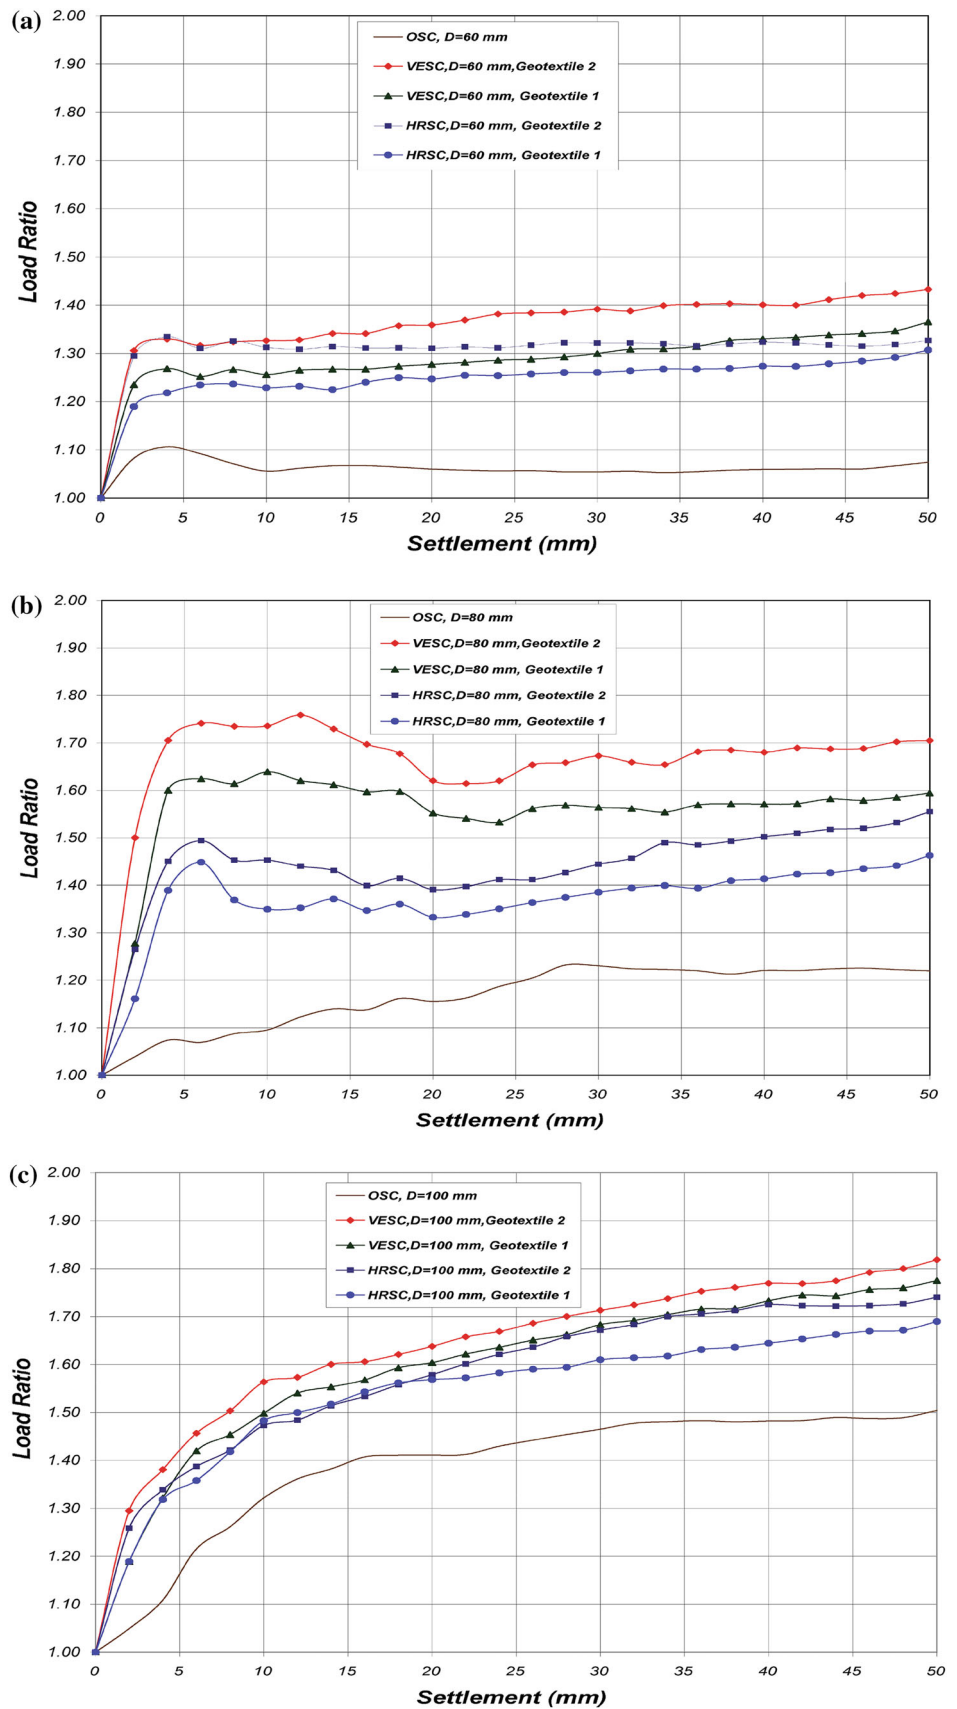 (a)
2.00
1.90
1.80
1.70
1.60
1.50
1.40
1.30
1.20
1.10
1.00
Load Ratio
OSC, D=60 mm
VESC,D=60 mm,Geotextile 2
VESC,D=60 mm, Geotextile 1
HRSC,D=60 mm, Geotextile 2
HRSC,D=60 mm, Geotextile 1
0 5 10 15 20 25 30 35 40 45 50
Settlement (mm)
(b)
2.00
1.90
1.80
1.70
1.60
1.50
1.40
1.30
1.20
1.10
1.00
Load Ratio
OSC, D=80 mm
VESC,D=80 mm,Geotextile 2
VESC,D=80 mm, Geotextile 1
HRSC,D=80 mm, Geotextile 2
HRSC,D=80 mm, Geotextile 1
0 5 10 15 20 25 30 35 40 45 50
Settlement (mm)
(c)
2.00
1.90
1.80
1.70
1.60
1.50
1.40
1.30
1.20
1.10
1.00
Load Ratio
OSC, D=100 mm
VESC,D=100 mm,Geotextile 2
VESC,D=100 mm, Geotextile 1
HRSC,D=100 mm, Geotextile 2
HRSC,D=100 mm, Geotextile 1
0 5 10 15 20 25 30 35 40 45 50
Settlement (mm)